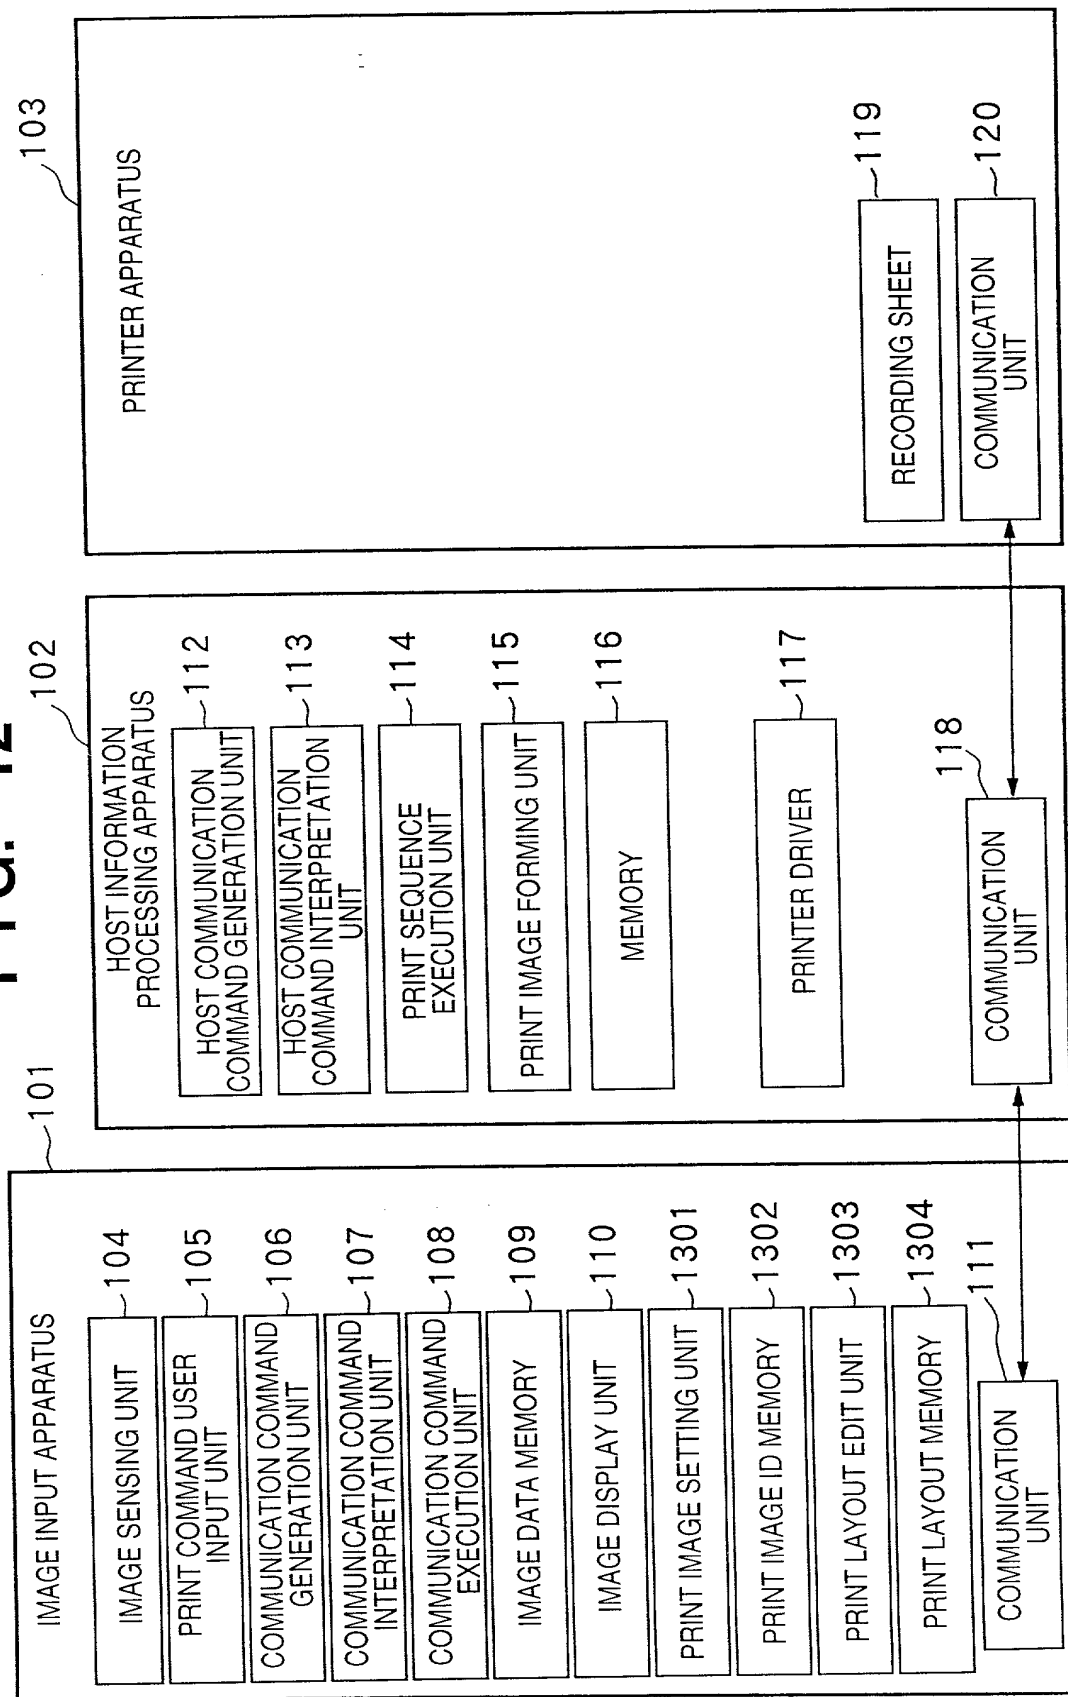 FIG. 12
IMAGE INPUT APPARATUS
101
IMAGE SENSING UNIT
104
PRINT COMMAND USER
INPUT UNIT
105
COMMUNICATION COMMAND
GENERATION UNIT
106
COMMUNICATION COMMAND
INTERPRETATION UNIT
107
COMMUNICATION COMMAND
EXECUTION UNIT
108
IMAGE DATA MEMORY
109
IMAGE DISPLAY UNIT
110
PRINT IMAGE SETTING UNIT
1301
PRINT IMAGE ID MEMORY
1302
PRINT LAYOUT EDIT UNIT
1303
PRINT LAYOUT MEMORY
1304
COMMUNICATION
UNIT
111
HOST INFORMATION
PROCESSING APPARATUS
102
HOST COMMUNICATION
COMMAND GENERATION UNIT
112
HOST COMMUNICATION
COMMAND INTERPRETATION
UNIT
113
PRINT SEQUENCE
EXECUTION UNIT
114
PRINT IMAGE FORMING UNIT
115
MEMORY
116
PRINTER DRIVER
117
COMMUNICATION
UNIT
118
PRINTER APPARATUS
103
RECORDING SHEET
119
COMMUNICATION
UNIT
120